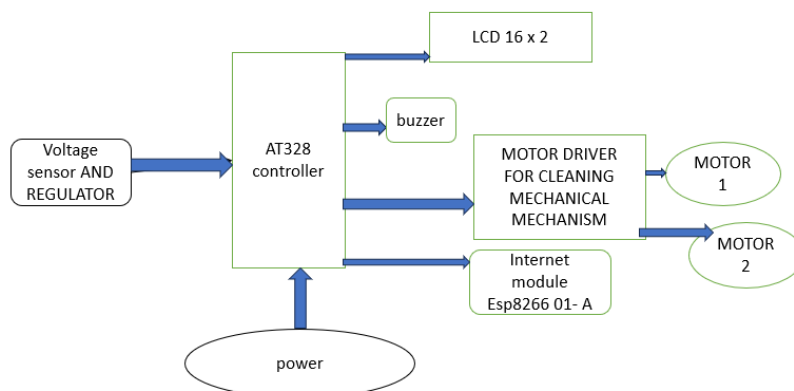 LCD 16 x 2
buzzer
AT328
controller
Voltage
sensor AND
REGULATOR
MOTOR DRIVER
FOR CLEANING
MECHANICAL
MECHANISM
MOTOR
1
MOTOR
2
Internet
module
Esp8266 01- A
power